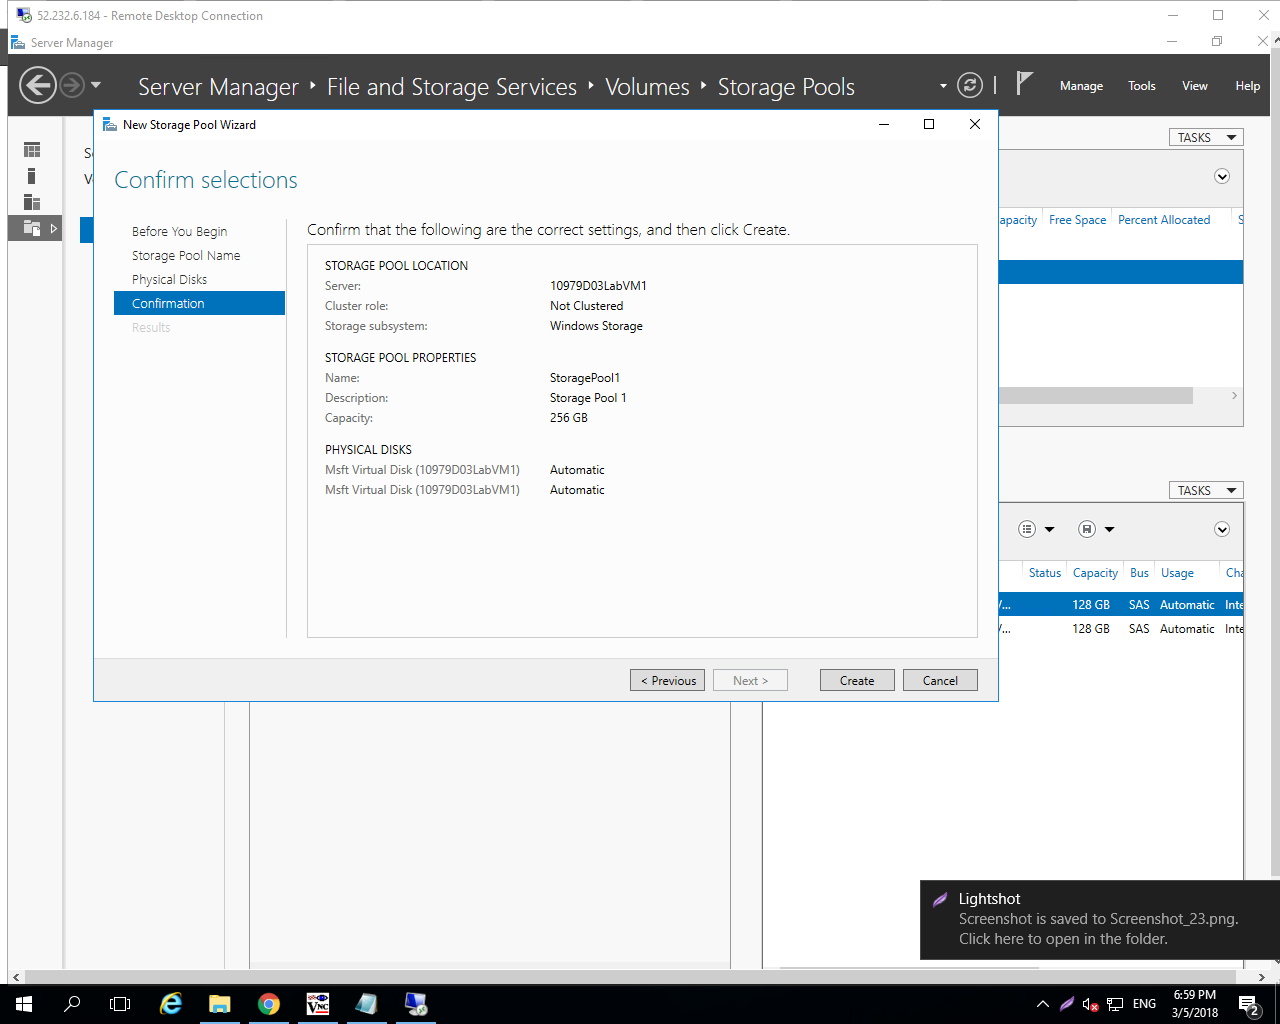 52.232.6.184 - Remote Desktop Connection
Server Manager
Server Manager ‣ File and Storage Services ‣ Volumes ‣ Storage Pools
Manage Tools View Help
New Storage Pool Wizard
TASKS
Confirm selections
Before You Begin
Storage Pool Name
Physical Disks
Confirmation
Results
Confirm that the following are the correct settings, and then click Create.
STORAGE POOL LOCATION
Server: 10979D03LabVM1
Cluster role: Not Clustered
Storage subsystem: Windows Storage
STORAGE POOL PROPERTIES
Name: StoragePool1
Description: Storage Pool 1
Capacity: 256 GB
PHYSICAL DISKS
Msft Virtual Disk (10979D03LabVM1) Automatic
Msft Virtual Disk (10979D03LabVM1) Automatic
< Previous Next > Create Cancel
apacity Free Space Percent Allocated S
TASKS
Status Capacity Bus Usage Cha
/... 128 GB SAS Automatic Inte
/... 128 GB SAS Automatic Inte
Lightshot
Screenshot is saved to Screenshot_23.png.
Click here to open in the folder.
VNC
ENG
6:59 PM
3/5/2018
2